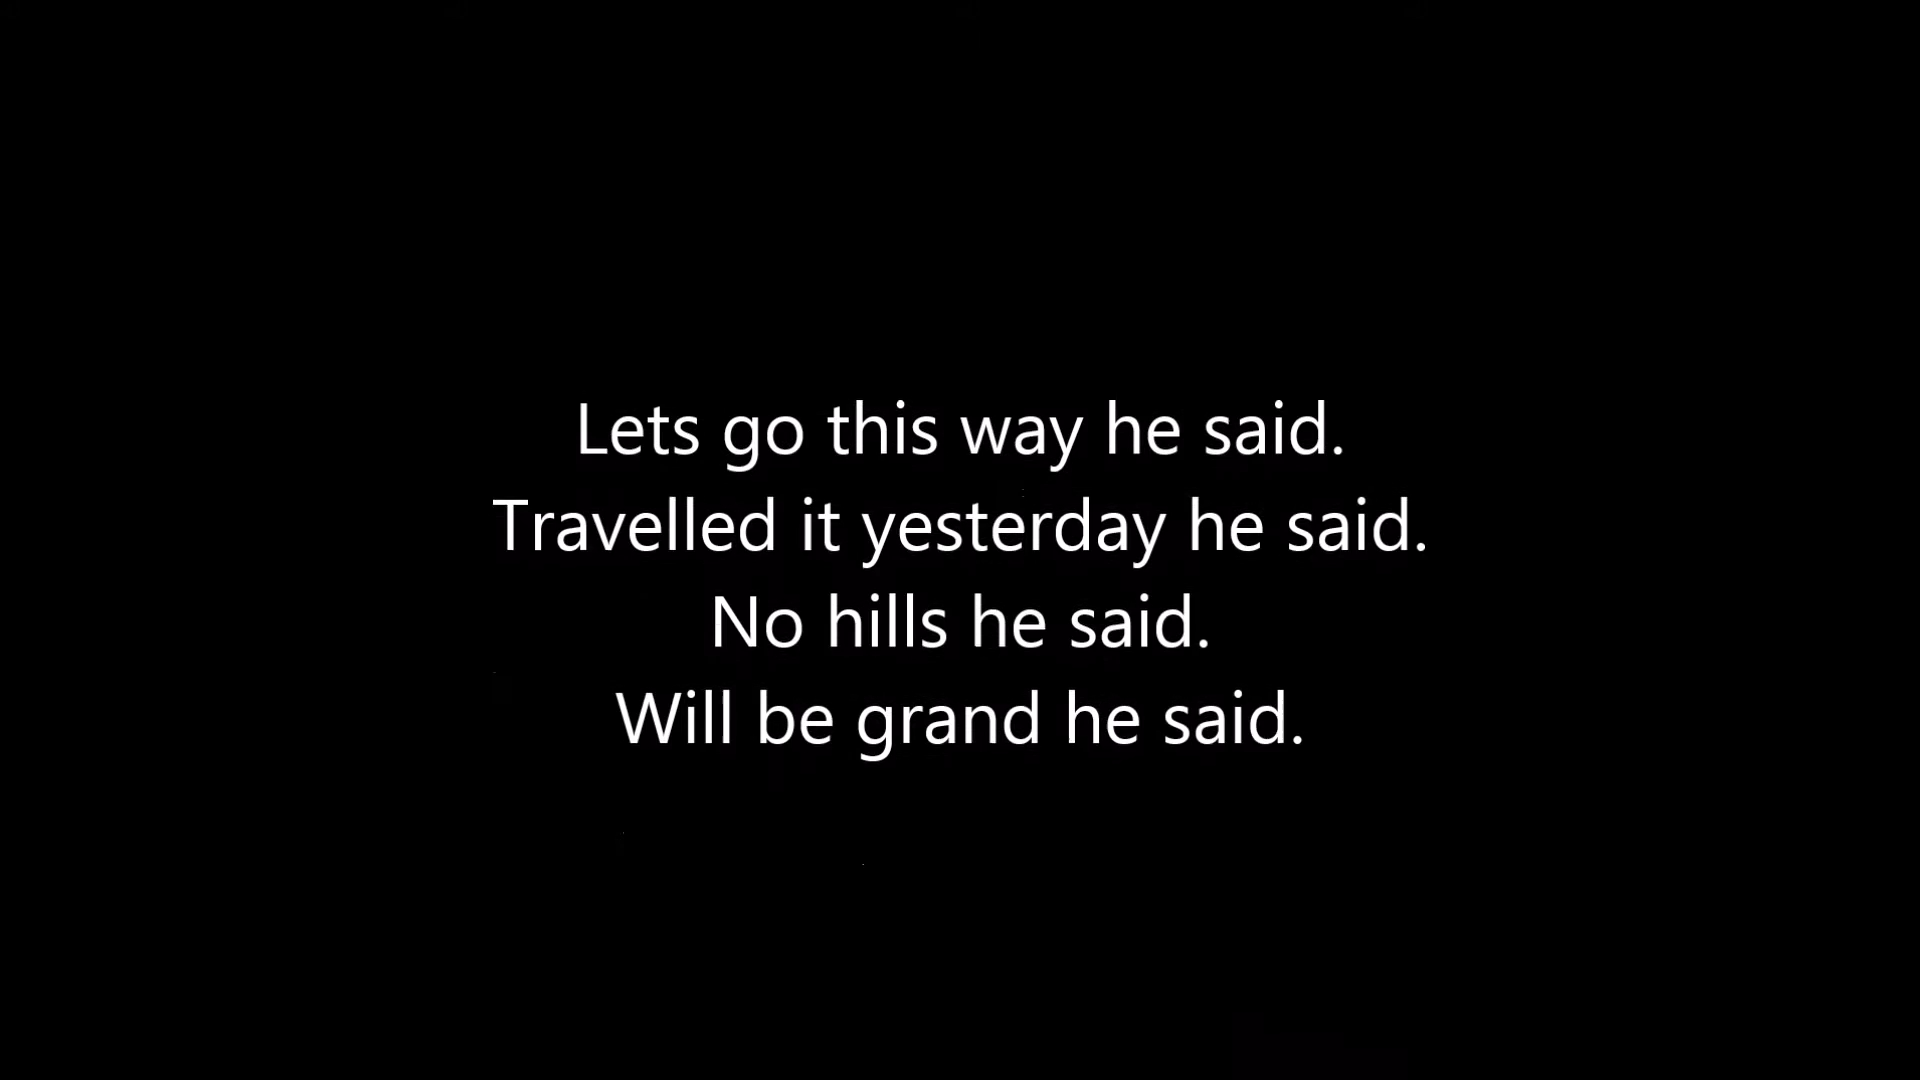 Lets go this way he said.
Travelled it yesterday he said.
No hills he said.
Will be grand he said.